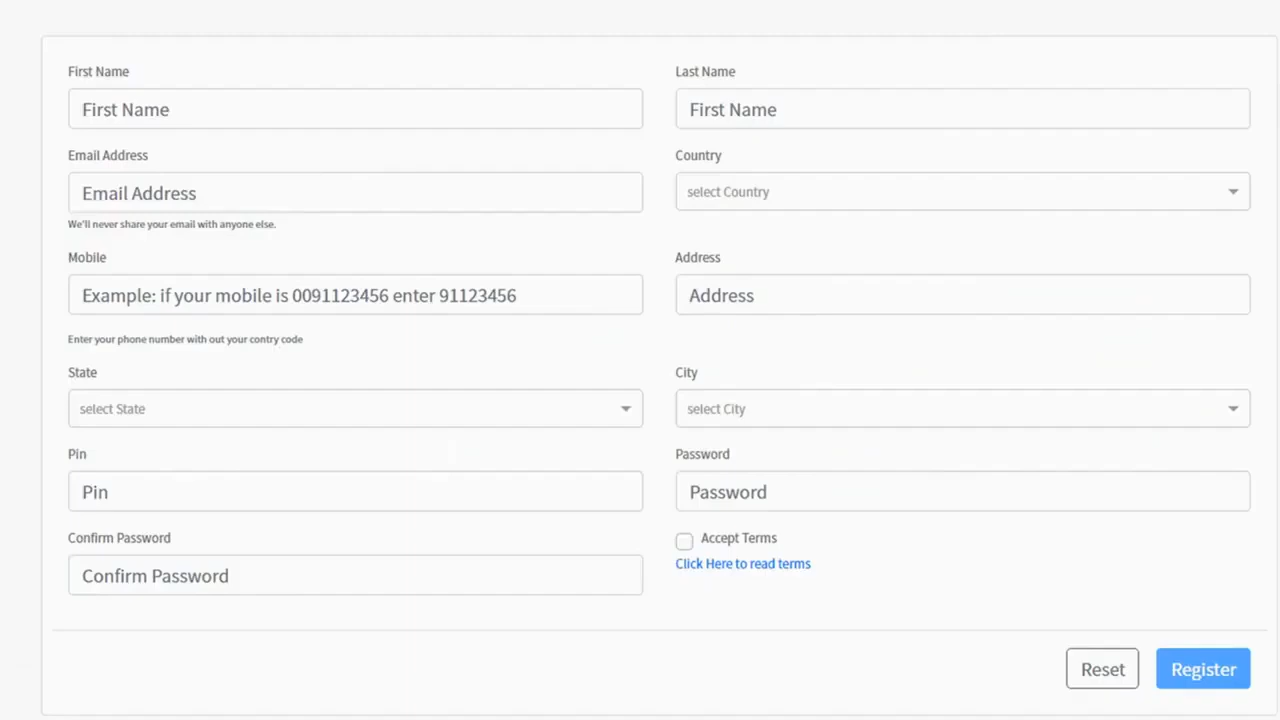 First Name
Last Name
First Name
First Name
Email Address
Country
Email Address
select Country
We'll never share your email with anyone else.
Mobile
Address
Example: if your mobile is 0091123456 enter 91123456
Address
Enter your phone number with out your contry code
State
City
select State
select City
Pin
Password
Pin
Password
Confirm Password
Accept Terms
Click Here to read terms
Confirm Password
Reset
Register